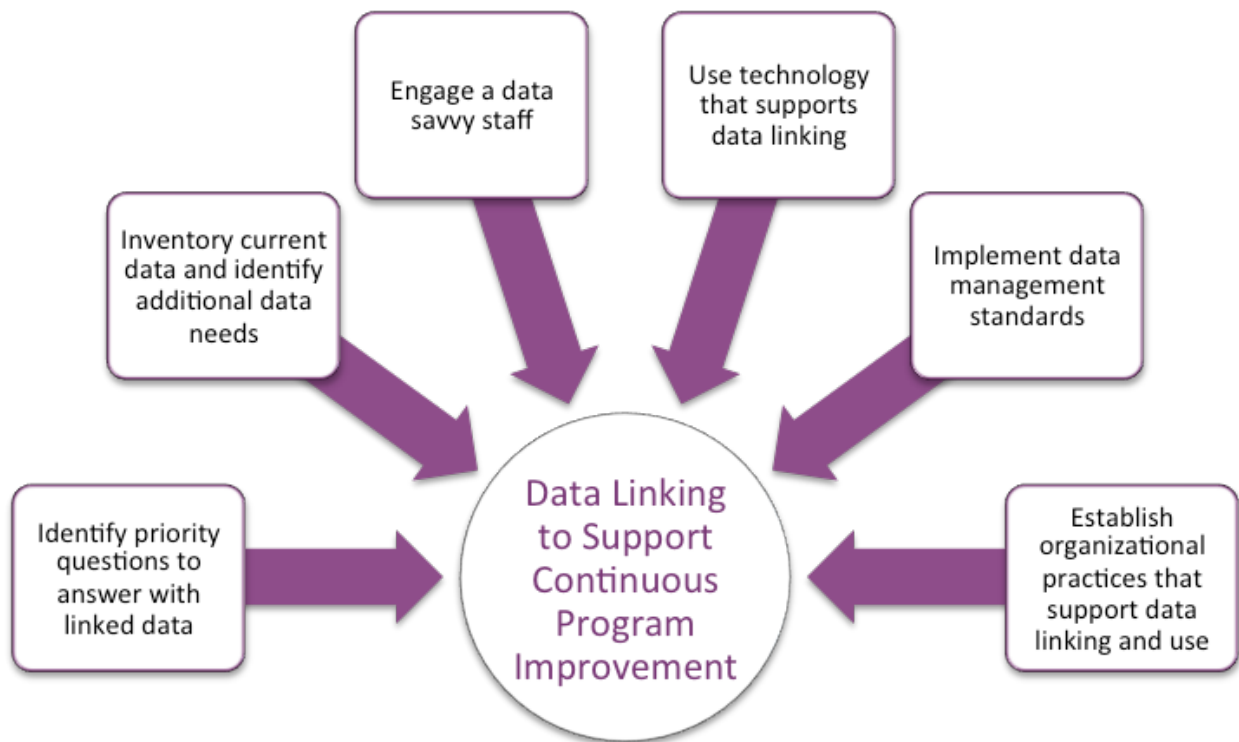 Engage a data
savvy staff
Use technology
that supports
data linking
Inventory current
data and identify
additional data
needs
Implement data
management
standards
Identify priority
questions to
answer with
linked data
Data Linking
to Support
Continuous
Program
Improvement
Establish
organizational
practices that
support data
linking and use